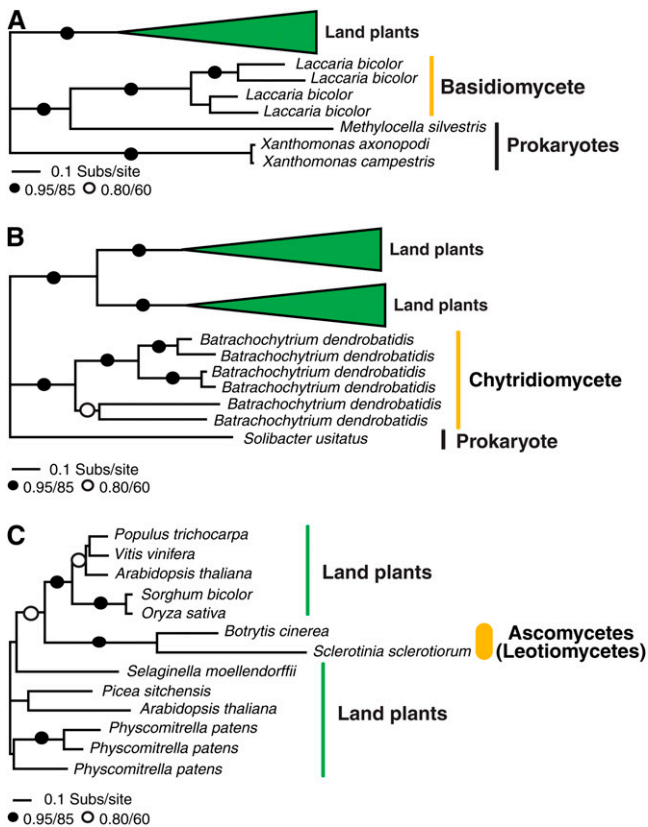 A
Land plants
Laccaria bicolor
Laccaria bicolor
Laccaria bicolor
Laccaria bicolor
Basidiomycete
Methylocella silvestris
Xanthomonas axonopodi
Xanthomonas campestris
Prokaryotes
0.1 Subs/site
0.95/85 0.80/60
B
Land plants
Land plants
Batrachochytrium dendrobatidis
Batrachochytrium dendrobatidis
Batrachochytrium dendrobatidis
Batrachochytrium dendrobatidis
Batrachochytrium dendrobatidis
Batrachochytrium dendrobatidis
Chytridiomycete
Solibacter usitatus
Prokaryote
0.1 Subs/site
0.95/85 0.80/60
C
Populus trichocarpa
Vitis vinifera
Arabidopsis thaliana
Sorghum bicolor
Oryza sativa
Land plants
Botrytis cinerea
Sclerotinia sclerotiorum
Ascomycetes
(Leotiomycetes)
Selaginella moellendorffii
Picea sitchensis
Arabidopsis thaliana
Physcomitrella patens
Physcomitrella patens
Physcomitrella patens
Land plants
0.1 Subs/site
0.95/85 0.80/60